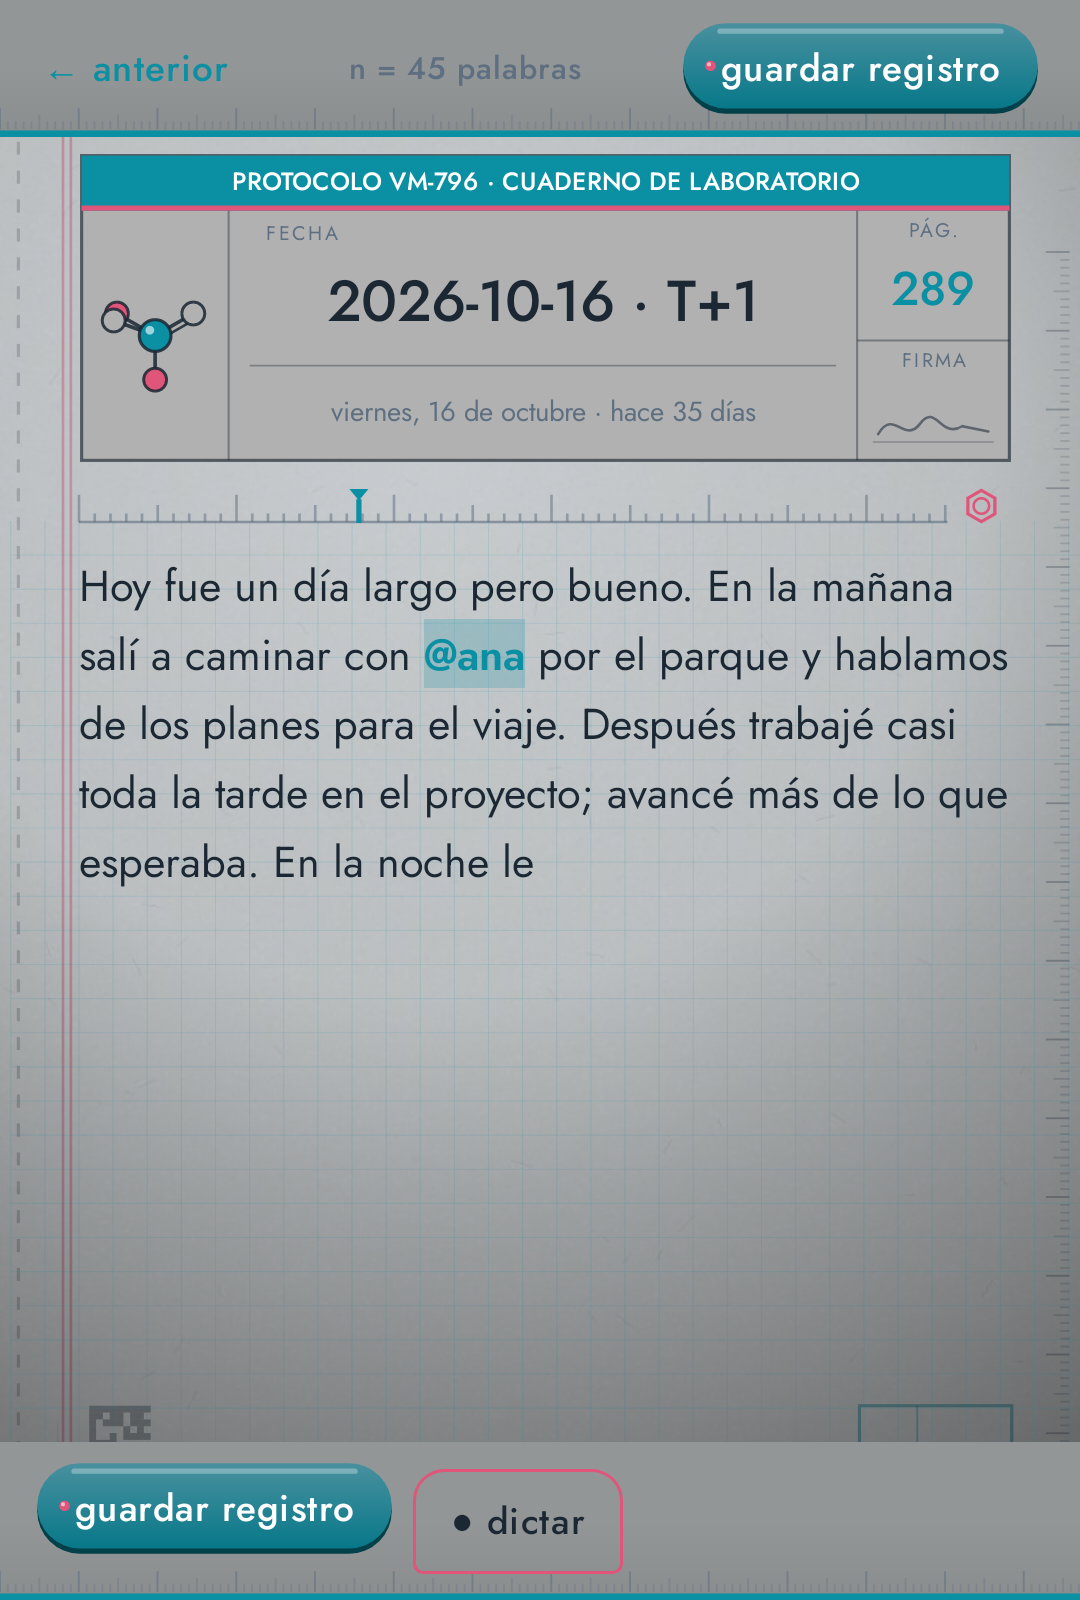 ← anterior
n = 45 palabras
guardar registro
PROTOCOLO VM-796 · CUADERNO DE LABORATORIO
FECHA
2026-10-16 · T+1
viernes, 16 de octubre · hace 35 días
PÁG.
289
FIRMA
Hoy fue un día largo pero bueno. En la mañana
salí a caminar con @ana por el parque y hablamos
de los planes para el viaje. Después trabajé casi
toda la tarde en el proyecto; avancé más de lo que
esperaba. En la noche le
guardar registro
● dictar